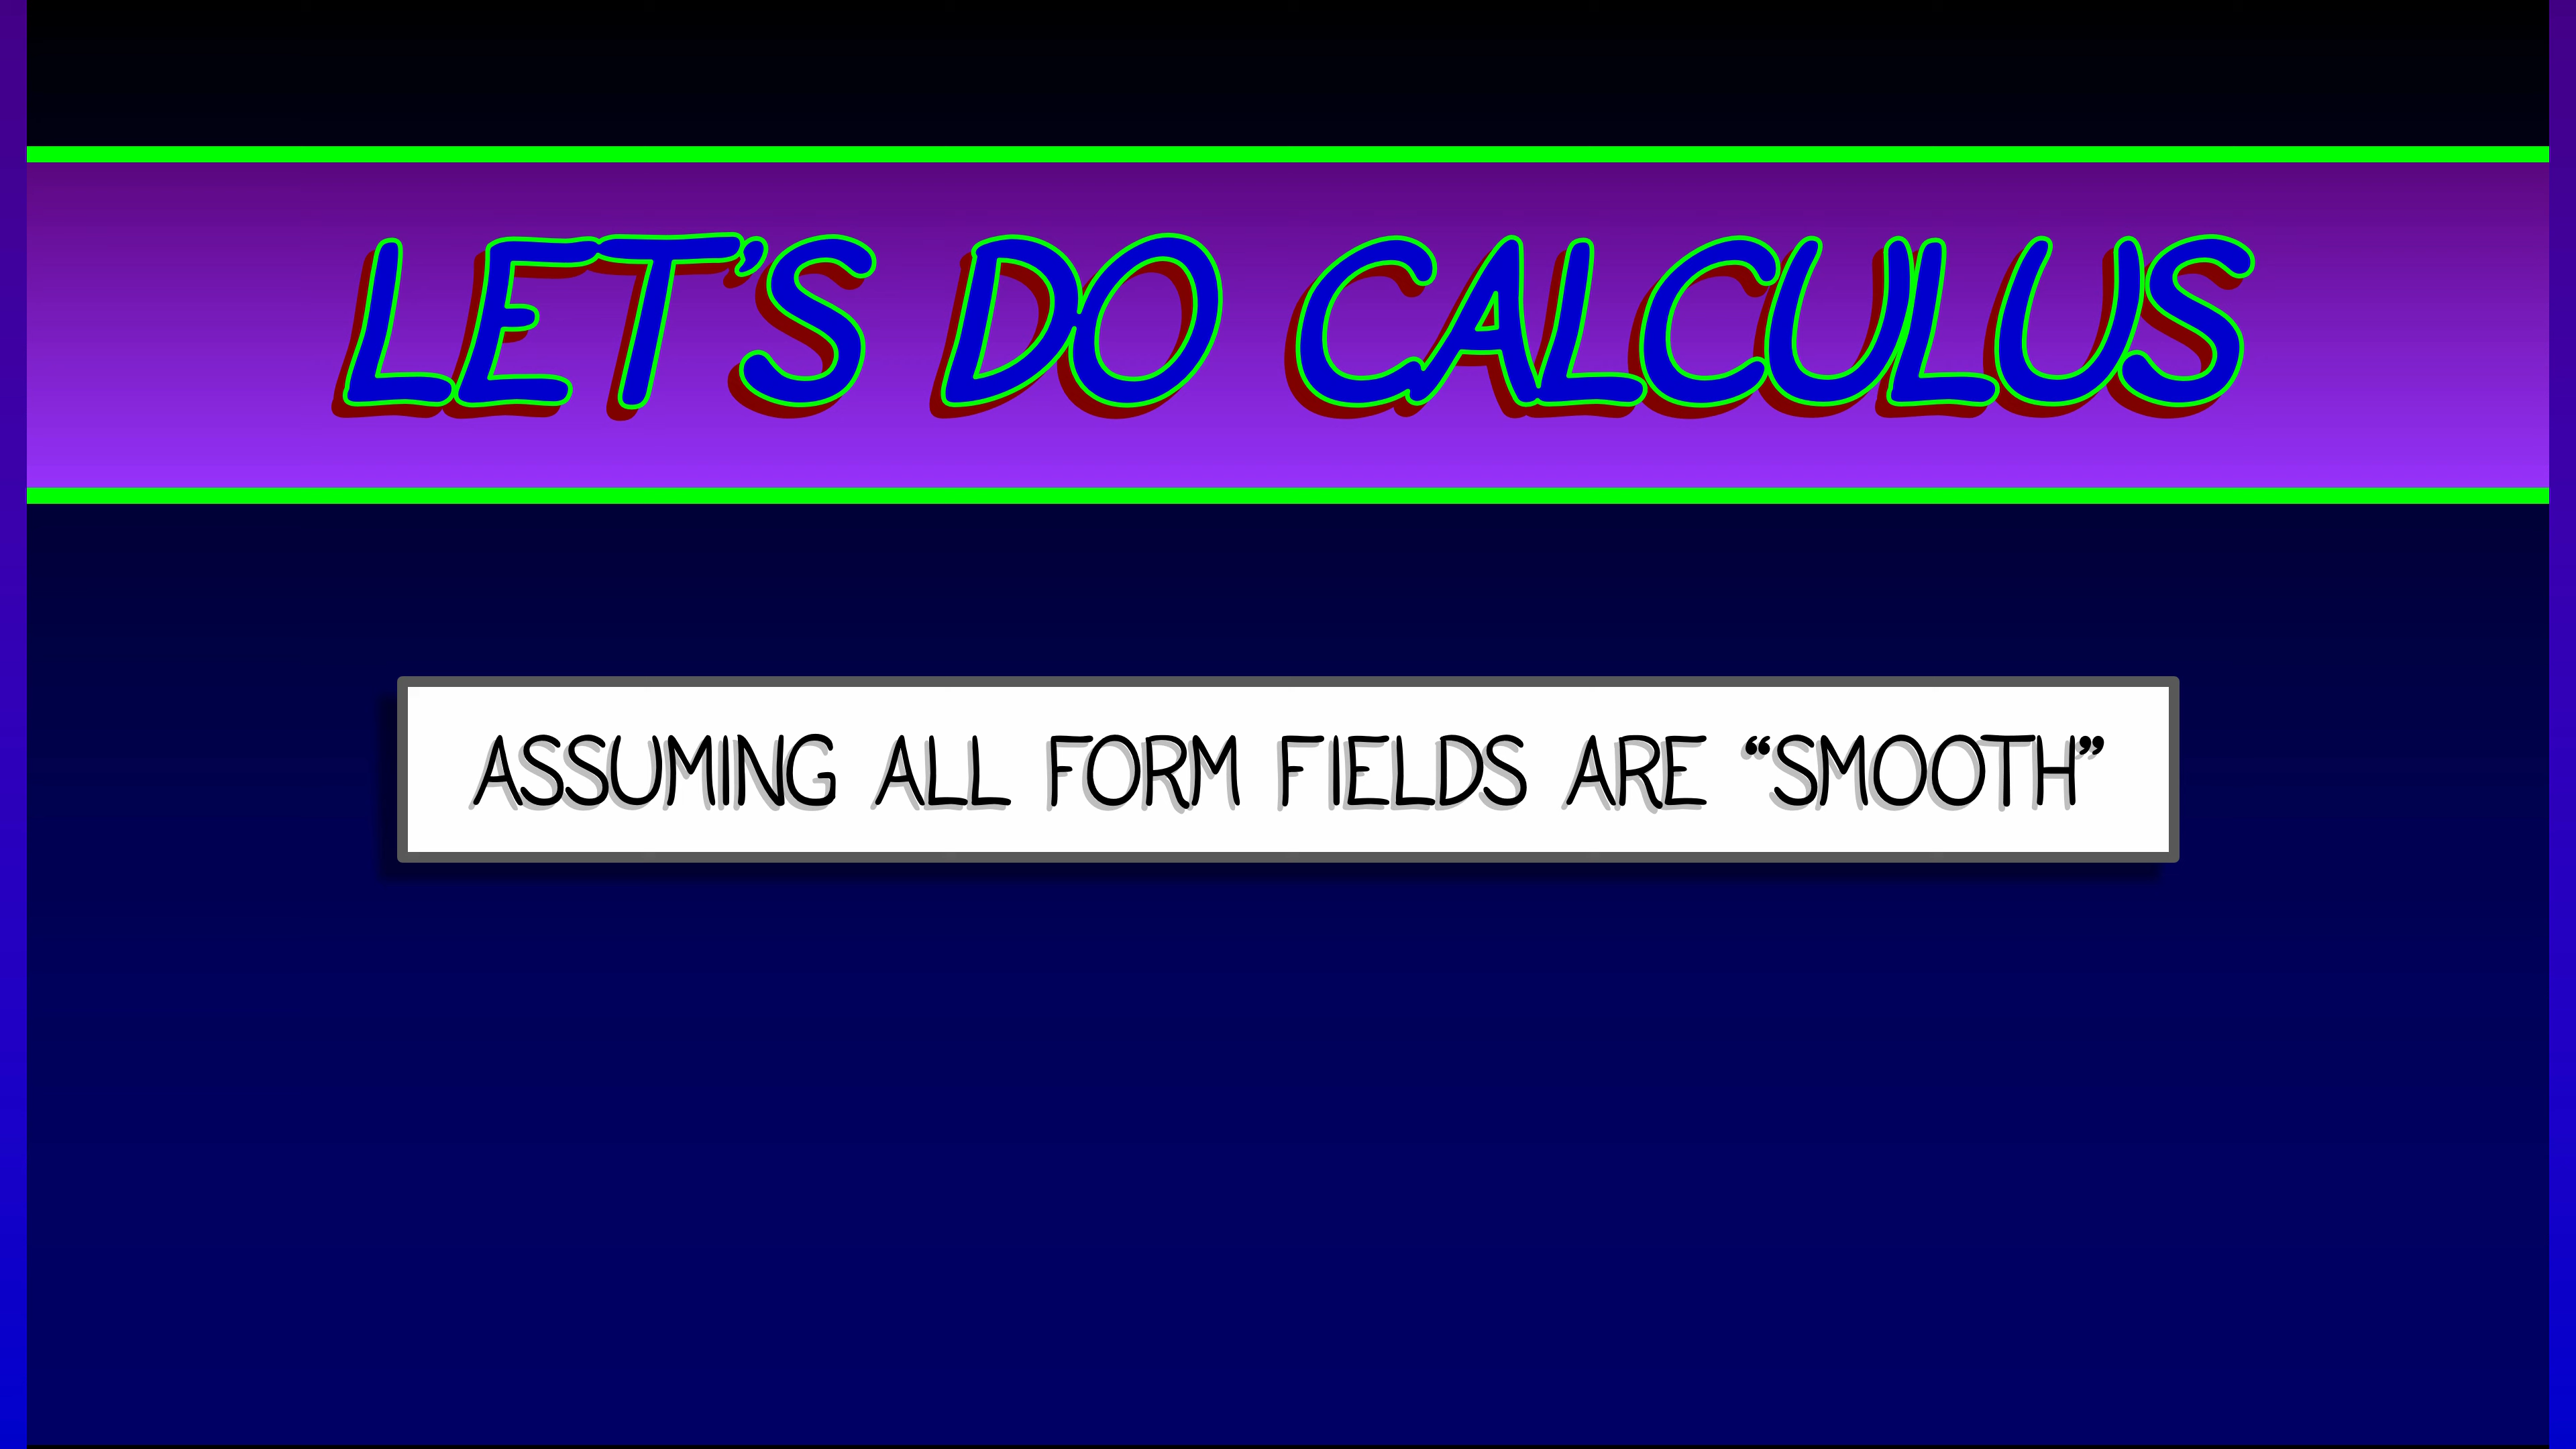 LET’S DO CALCULUS
ASSUMING ALL FORM FIELDS ARE “SMOOTH”